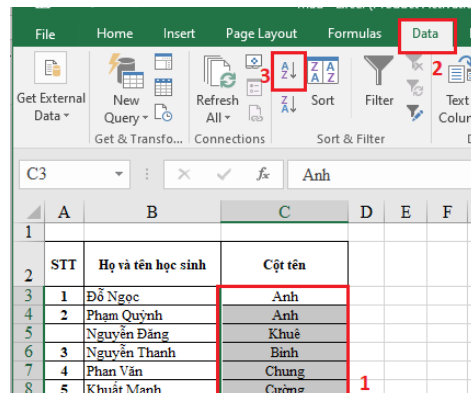 File Home Insert Page Layout Formulas Data
3 2
Get External New Refresh Sort Filter Text
Data Query All Colu
Get & Transfo... Connections Sort & Filter
C3 fx Anh
A B C D E F
1
2 STT Họ và tên học sinh Cột tên
3 1 Đỗ Ngọc Anh
4 2 Phạm Quỳnh Anh
5 Nguyễn Đăng Khuê
6 3 Nguyễn Thanh Bình
7 4 Phan Văn Chung
8 5 Khuất Mạnh Cường 1